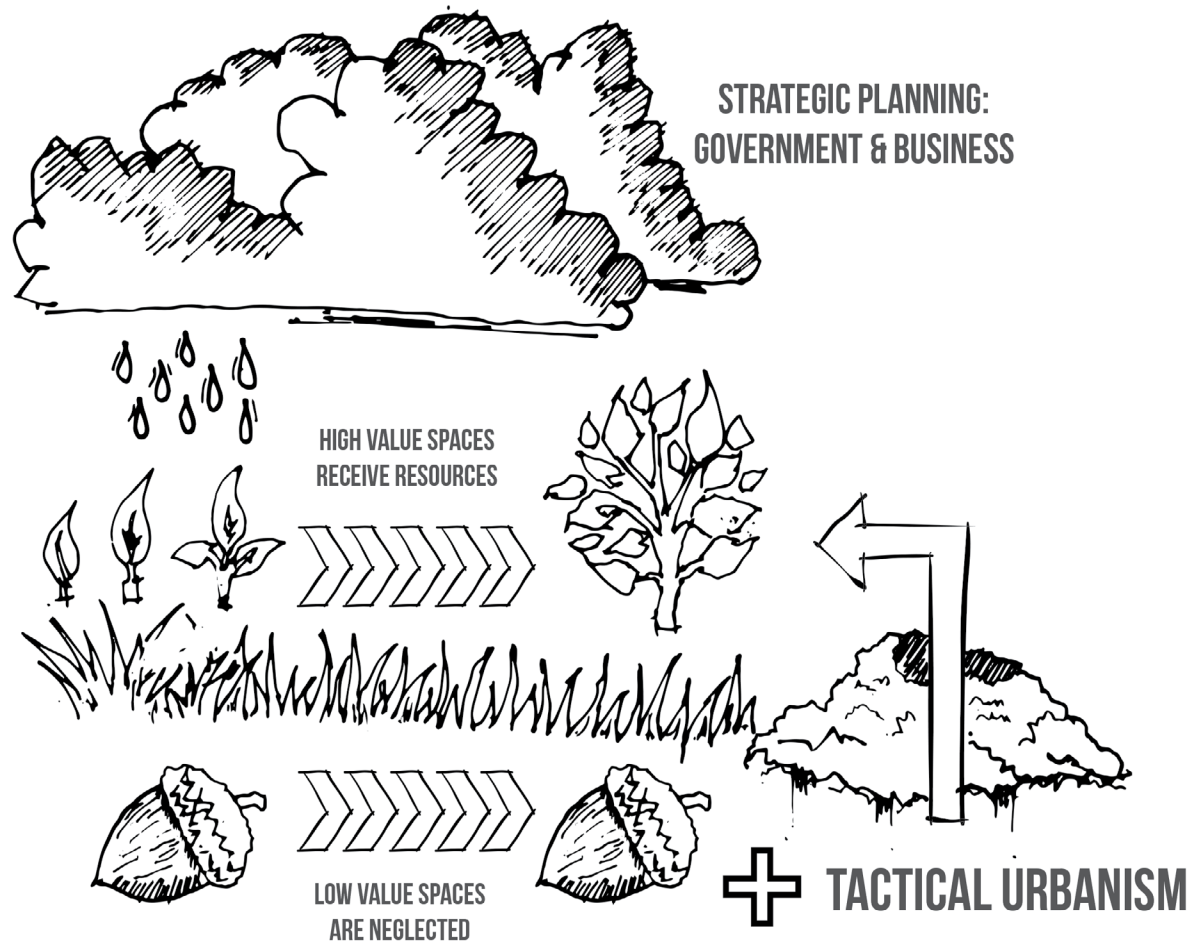 STRATEGIC PLANNING:
GOVERNMENT & BUSINESS
HIGH VALUE SPACES
RECEIVE RESOURCES
LOW VALUE SPACES
ARE NEGLECTED
TACTICAL URBANISM